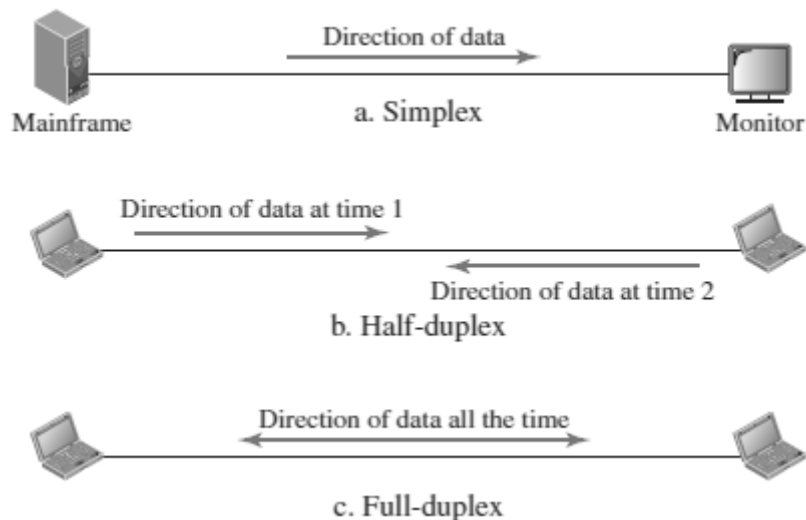 Direction of data
Mainframe
a. Simplex
Monitor
Direction of data at time 1
Direction of data at time 2
b. Half-duplex
Direction of data all the time
c. Full-duplex